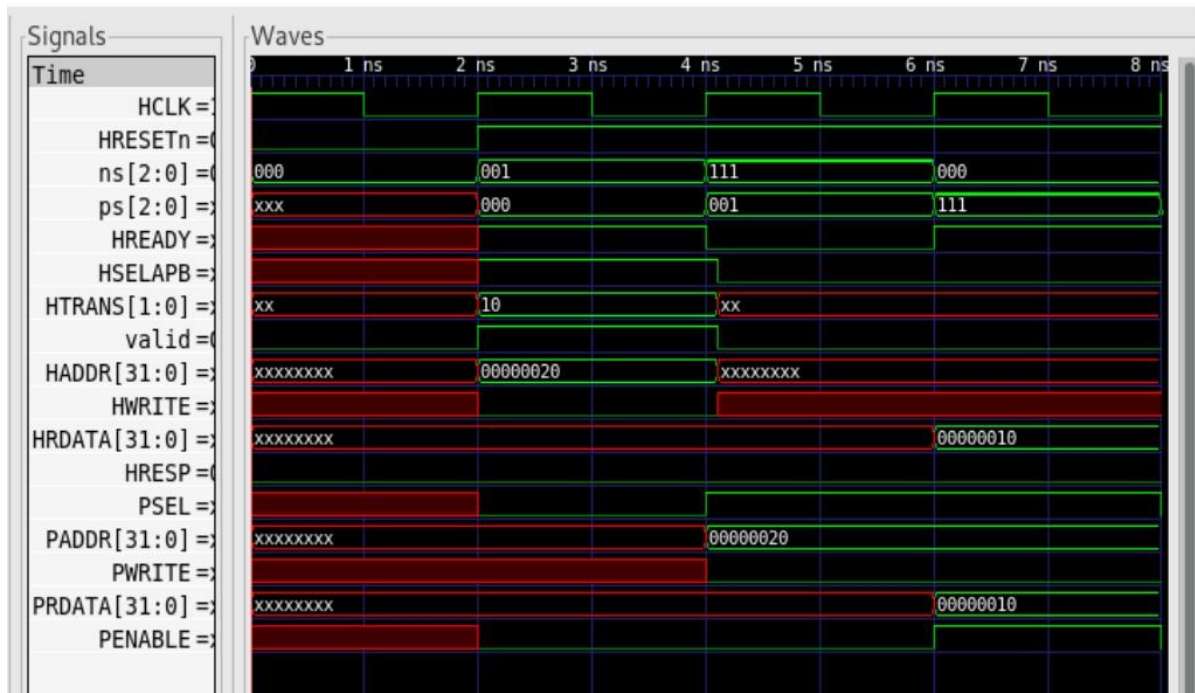 Signals
Waves
Time
1 ns 2 ns 3 ns 4 ns 5 ns 6 ns 7 ns 8 ns
HCLK =
HRESETn =
ns[2:0] = 000 001 111 000
ps[2:0] = xxx 000 001 111
HREADY =
HSELAPB =
HTRANS[1:0] = xx 10 xx
valid =
HADDR[31:0] = xxxxxxxx 00000020 xxxxxxxx
HWRITE =
HRDATA[31:0] = xxxxxxxx 00000010
HRESP =
PSEL =
PADDR[31:0] = xxxxxxxx 00000020
PWRITE =
PRDATA[31:0] = xxxxxxxx 00000010
PENABLE =